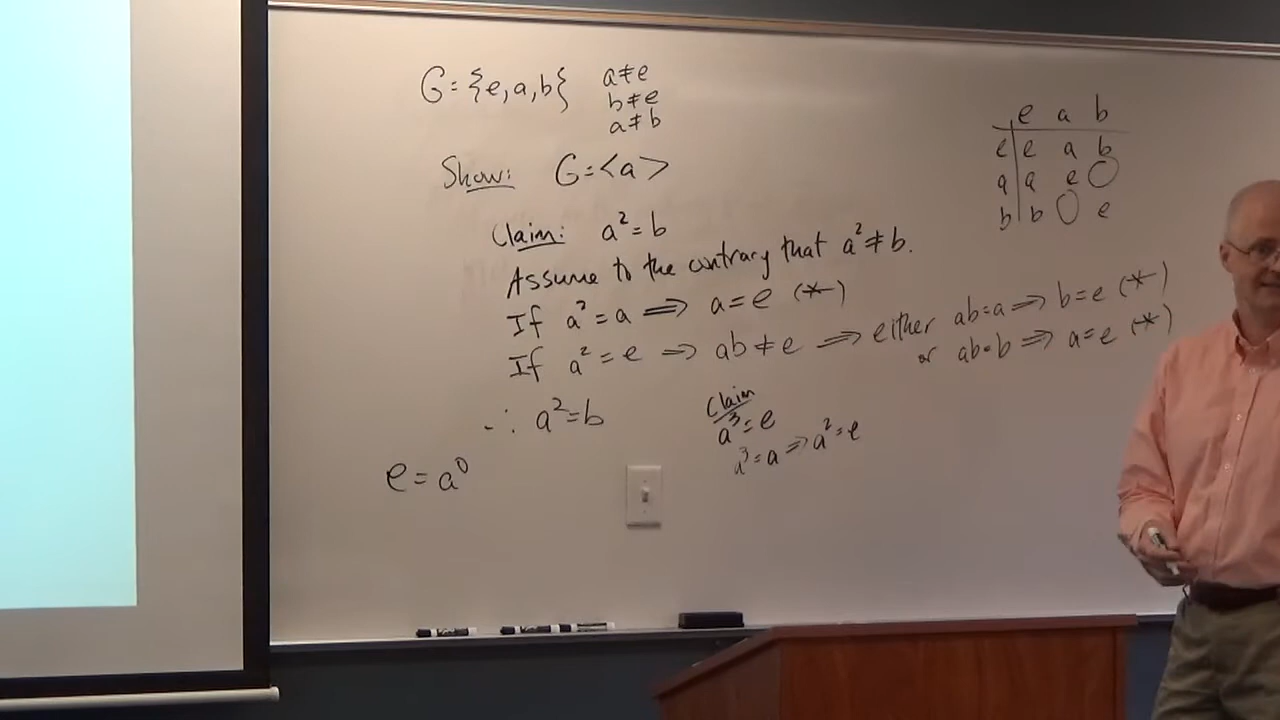 G={e,a,b} a≠e
b≠e
a≠b
Show: G=<a>
Claim: a²=b
Assume to the contrary that a²≠b.
If a²=a ⟹ a=e (*)
If a²=e ⟹ ab≠e ⟹ either ab=a ⟹ b=e (*)
or ab=b ⟹ a=e (*)
∴ a²=b
Claim
a³=e
a³=a ⟹ a²=e
e=a⁰
e a b
e e a b
a a e
b b e